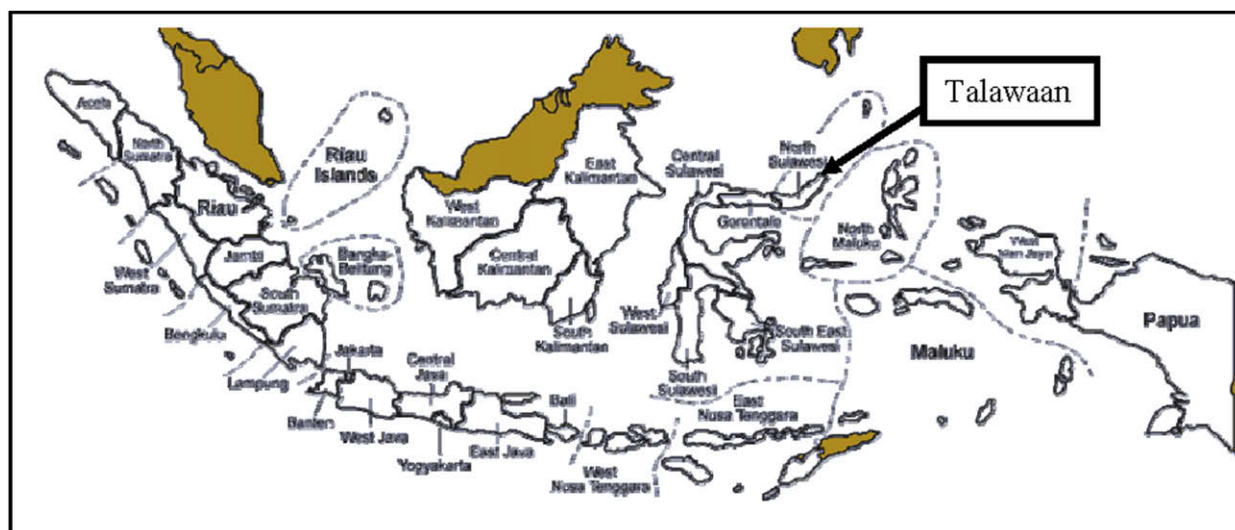 Talawaan
Aceh
North
Sumatra
Riau
Islands
Riau
West
Sumatra
Jambi
Bangka-
Belitung
South
Sumatra
Bengkulu
Lampung
Jakarta
Banten
West Java
Central
Java
Yogyakarta
East Java
Bali
West
Nusa Tenggara
East
Nusa Tenggara
West
Kalimantan
Central
Kalimantan
East
Kalimantan
South
Kalimantan
Central
Sulawesi
North
Sulawesi
Gorontalo
West
Sulawesi
South
Sulawesi
South East
Sulawesi
North
Maluku
Maluku
West
Irian Jaya
Papua